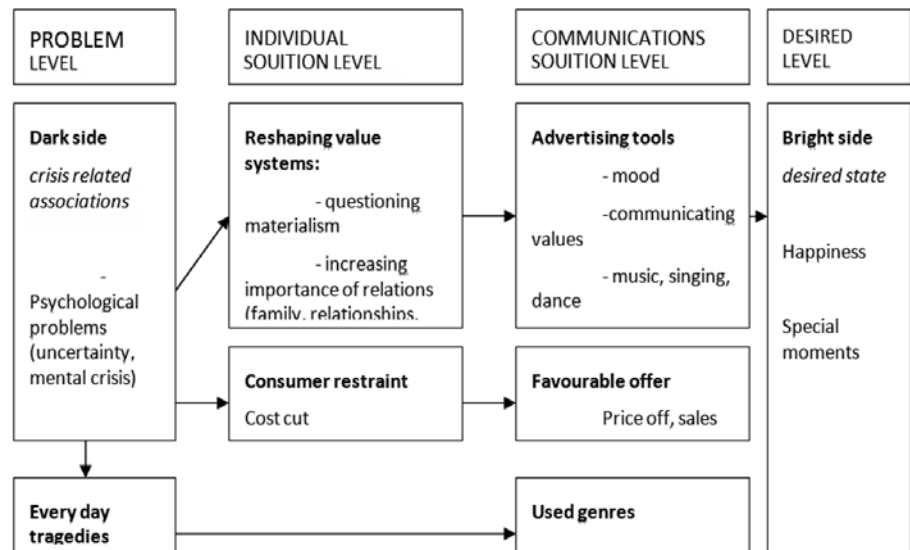 PROBLEM
LEVEL
INDIVIDUAL
SOUITION LEVEL
COMMUNICATIONS
SOUITION LEVEL
DESIRED
LEVEL
Dark side
crisis related
associations
-
Psychological
problems
(uncertainty,
mental crisis)
Reshaping value
systems:
- questioning
materialism
- increasing
importance of relations
(family, relationships,
Advertising tools
- mood
-communicating
values
- music, singing,
dance
Bright side
desired state
Happiness
Special
moments
Consumer restraint
Cost cut
Favourable offer
Price off, sales
Every day
tragedies
Used genres